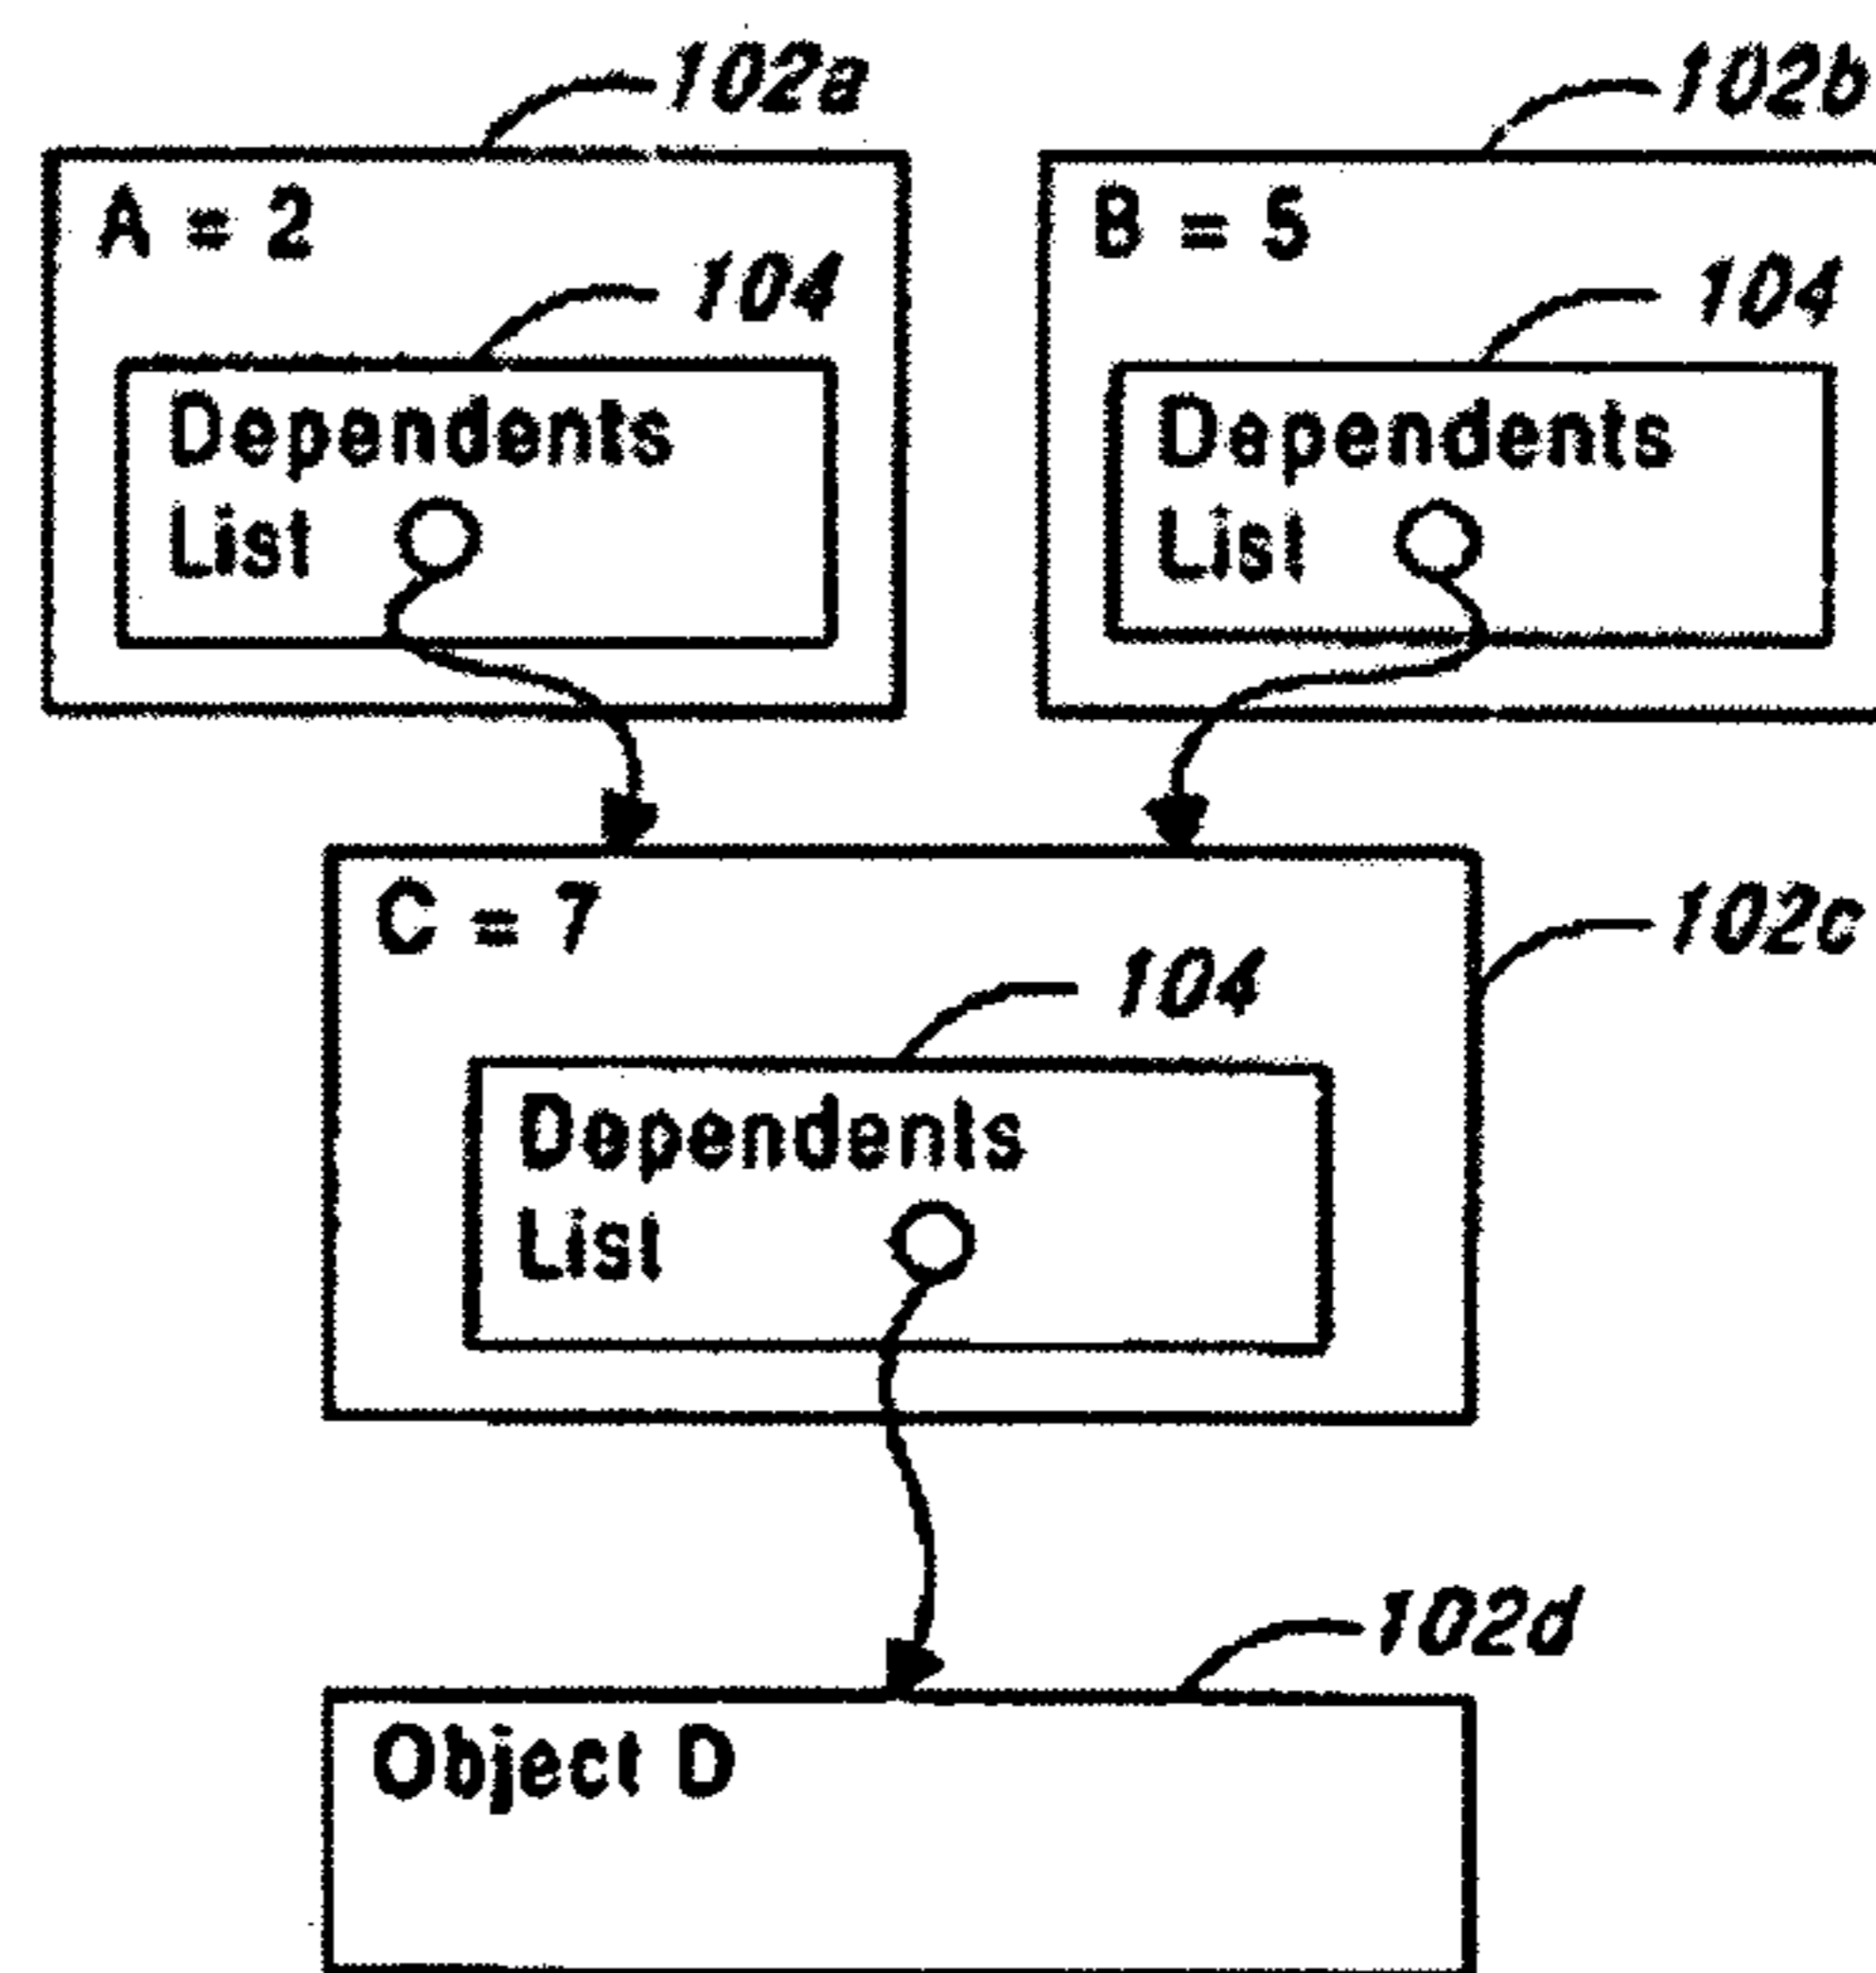 102a
102b
A = 2
B = 5
104
104
Dependents
List
Dependents
List
C = 7
102c
104
Dependents
List
102d
Object D